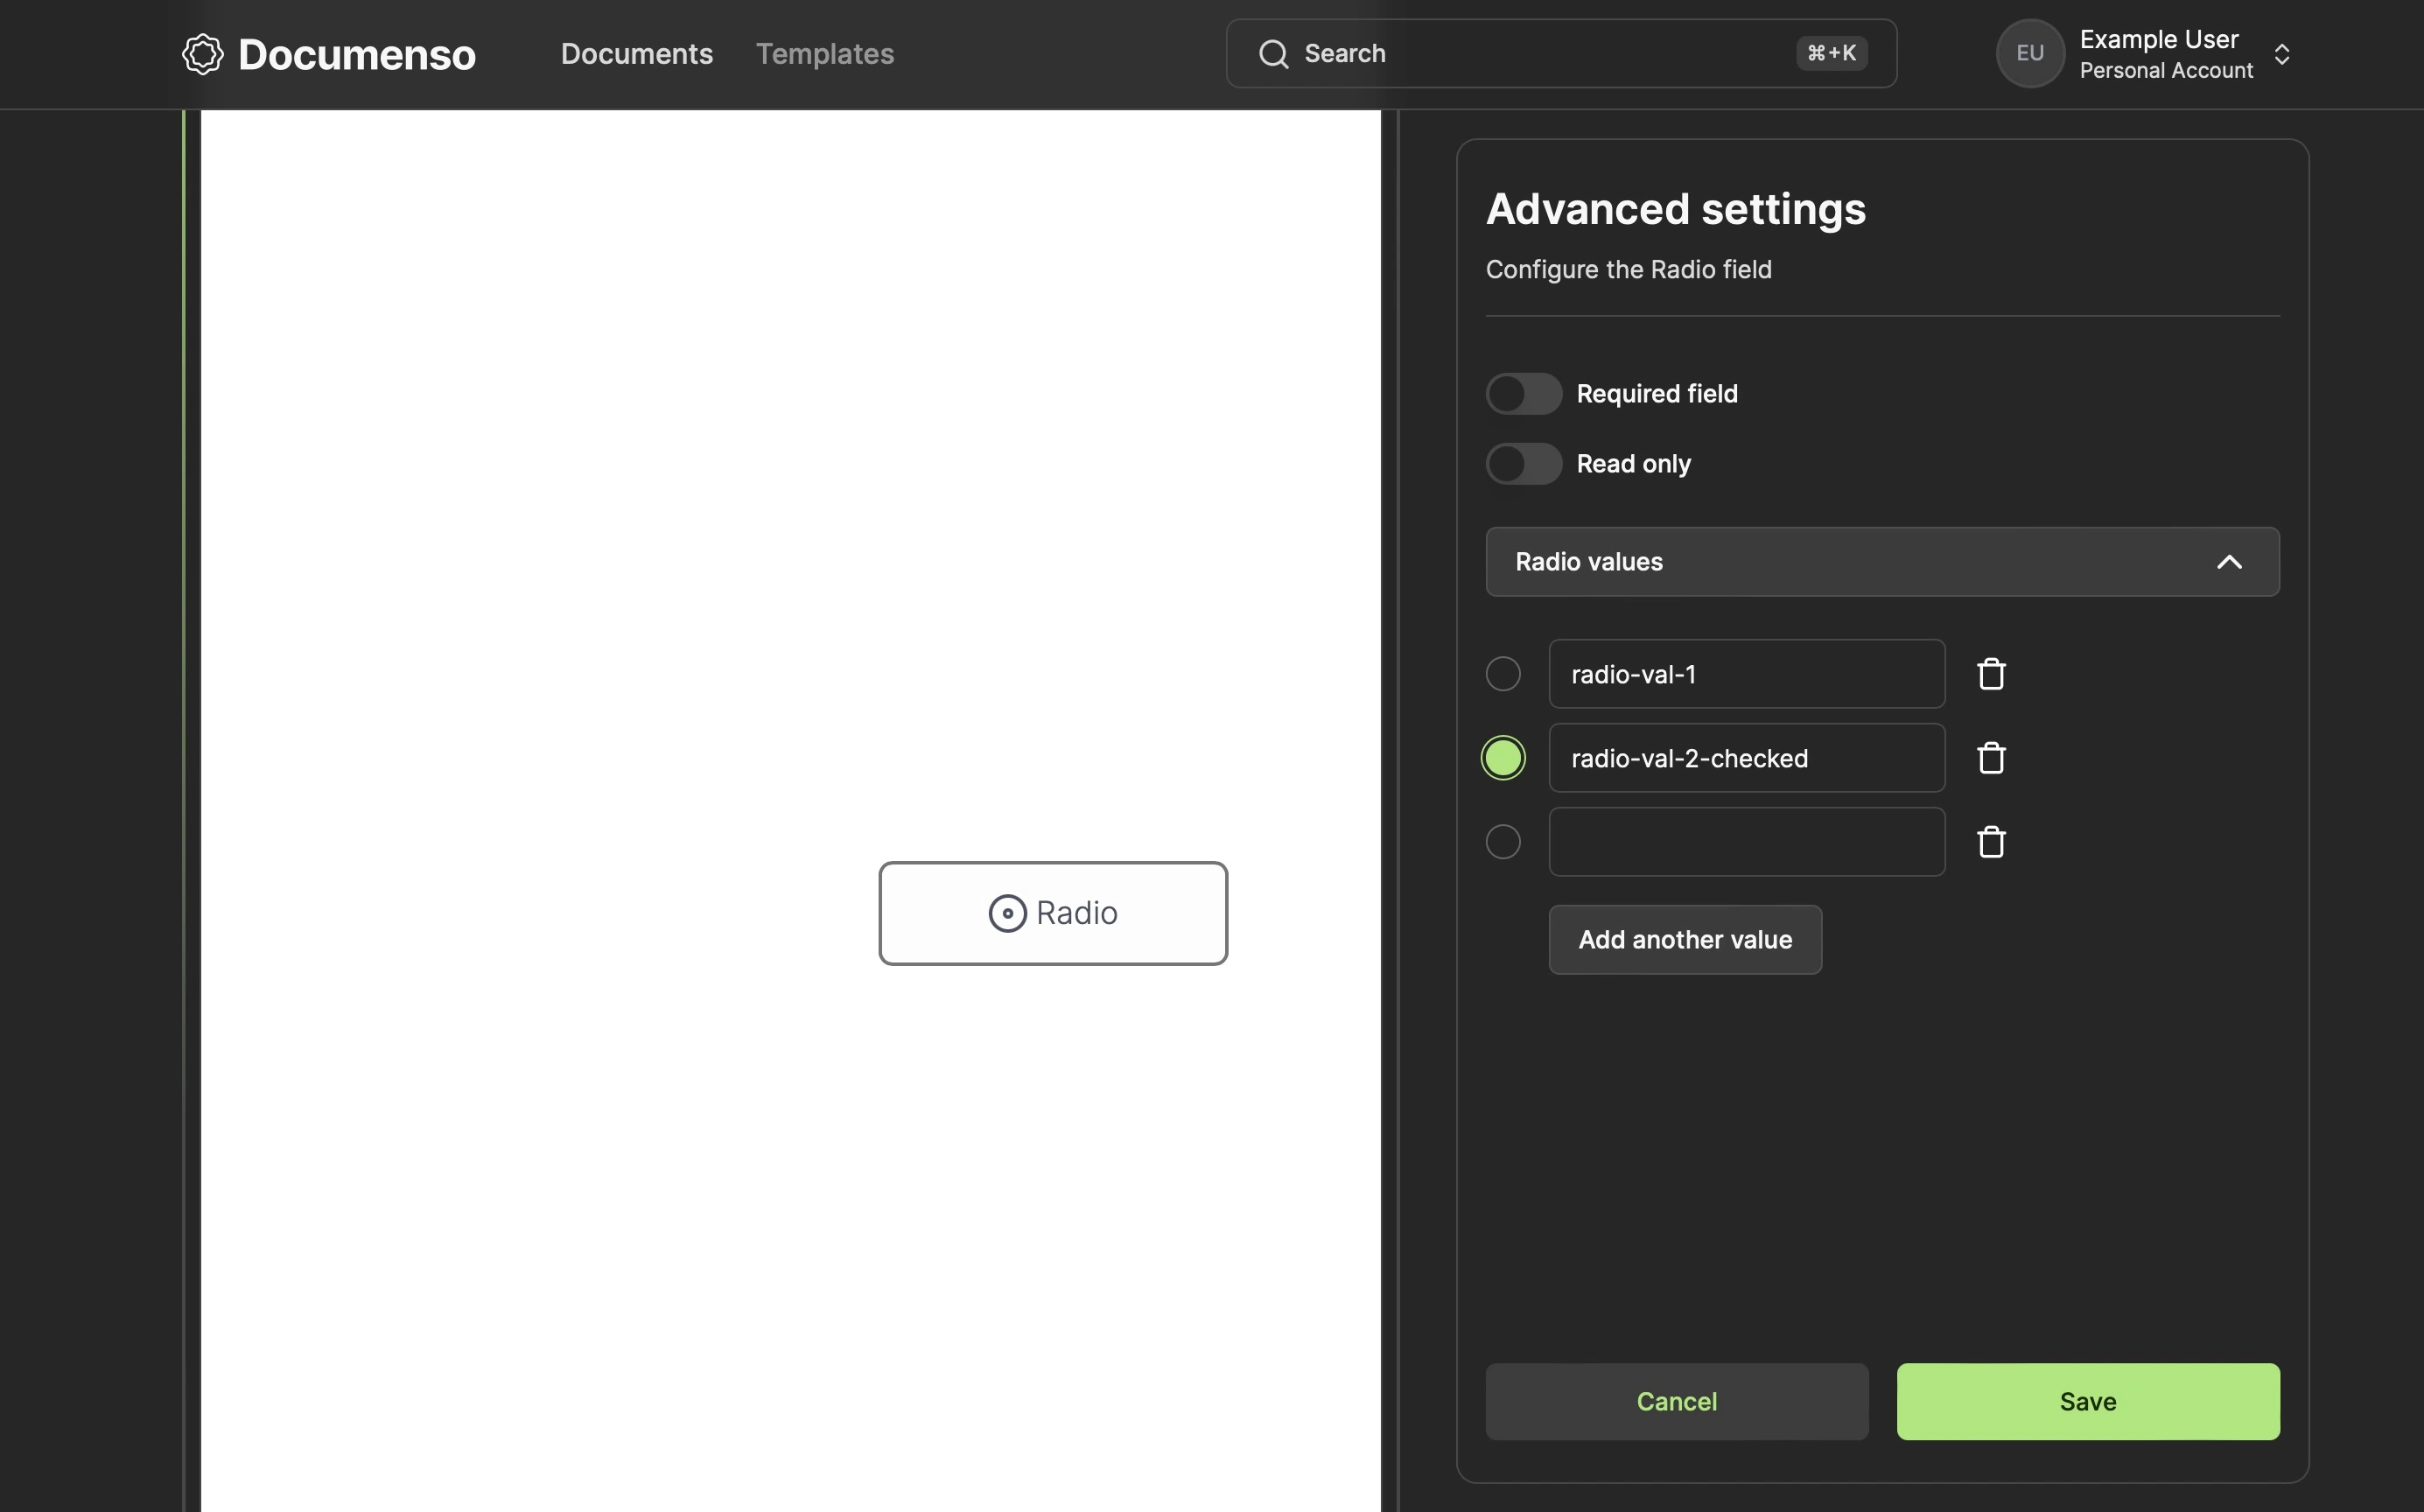 Documenso
Documents
Templates
Search
⌘+K
EU
Example User
Personal Account
Advanced settings
Configure the Radio field
Required field
Read only
Radio values
radio-val-1
radio-val-2-checked
Add another value
Radio
Cancel
Save